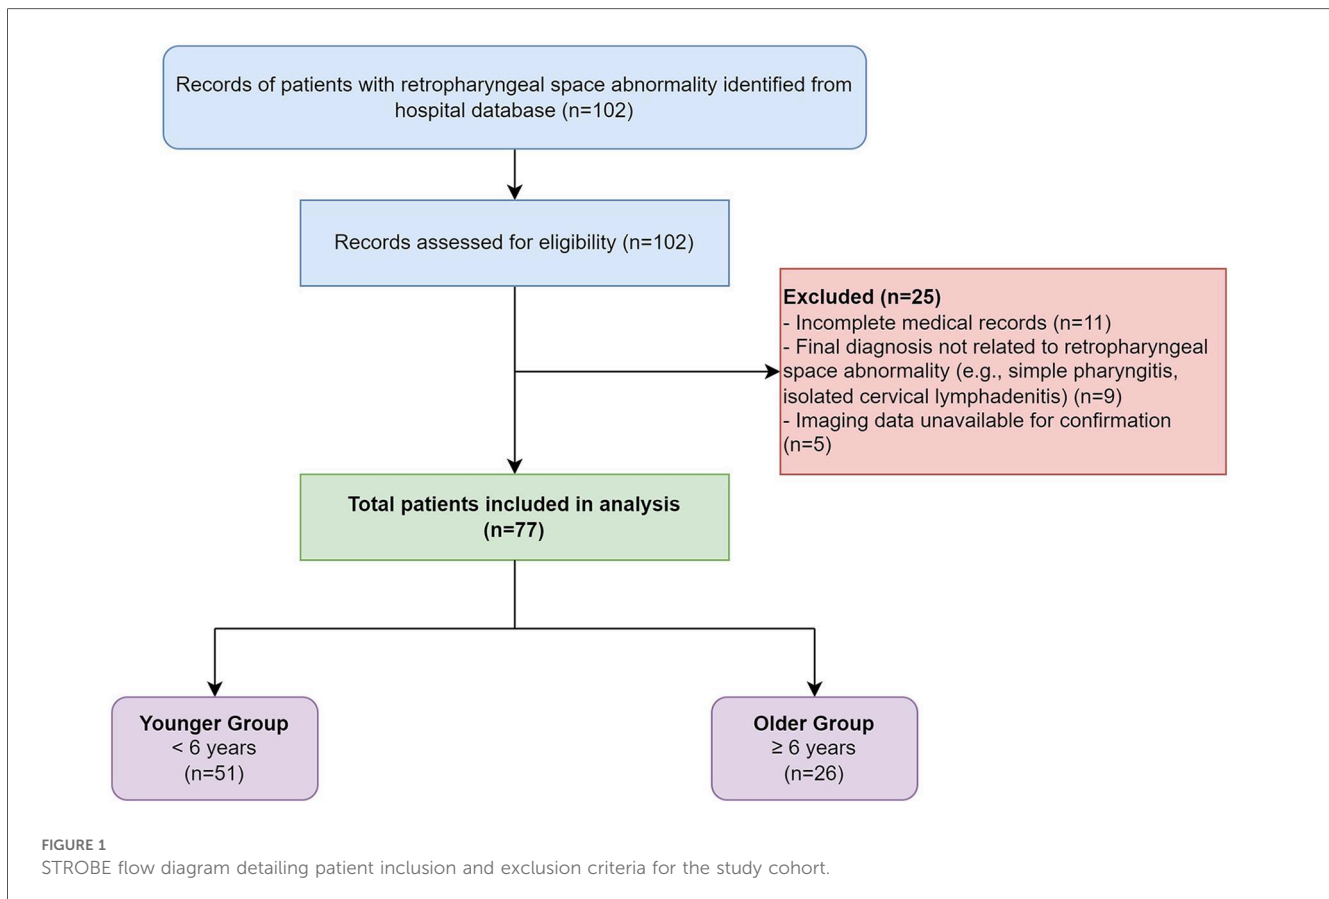 Records of patients with retropharyngeal space abnormality identified from
hospital database (n=102)
Records assessed for eligibility (n=102)
Excluded (n=25)
- Incomplete medical records (n=11)
- Final diagnosis not related to retropharyngeal
space abnormality (e.g., simple pharyngitis,
isolated cervical lymphadenitis) (n=9)
- Imaging data unavailable for confirmation
(n=5)
Total patients included in analysis
(n=77)
Younger Group
< 6 years
(n=51)
Older Group
≥ 6 years
(n=26)
FIGURE 1
STROBE flow diagram detailing patient inclusion and exclusion criteria for the study cohort.